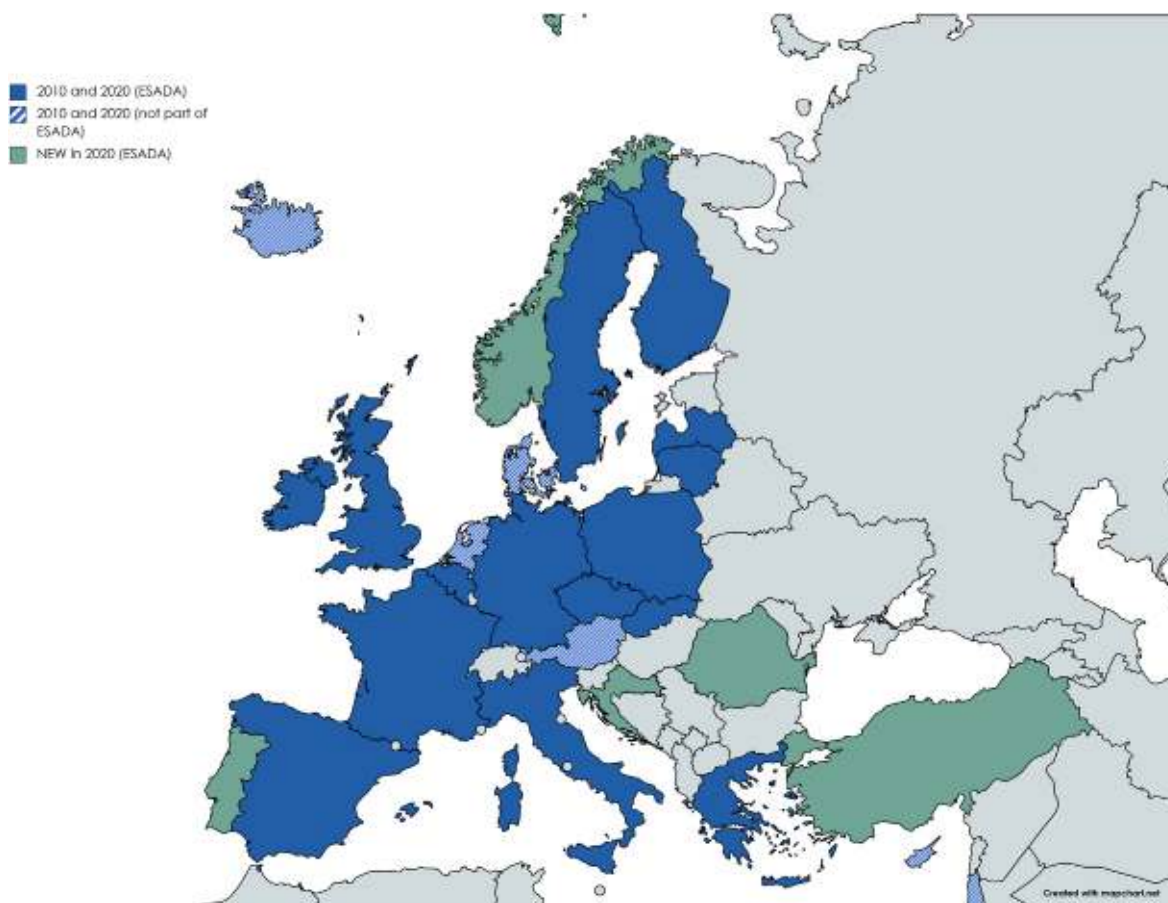 2010 and 2020 (ESADA)
2010 and 2020 (not part of
ESADA)
NEW in 2020 (ESADA)
Created with mapchart.net